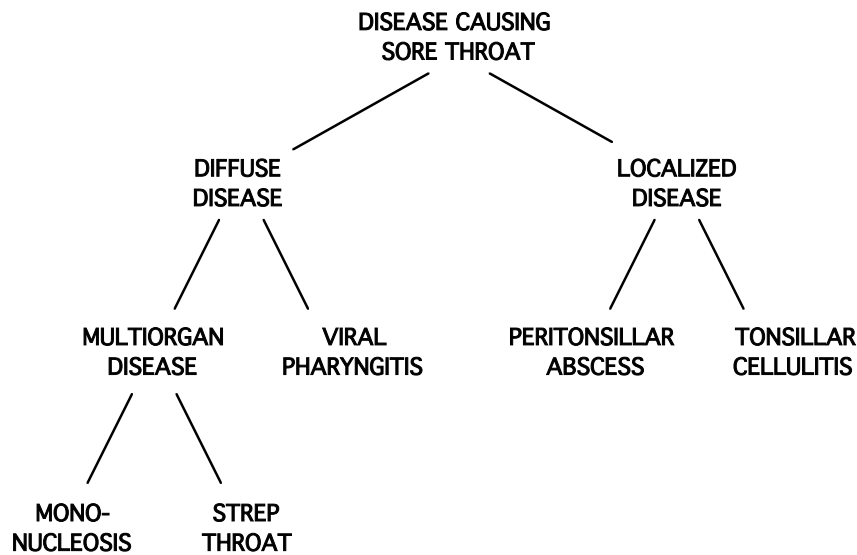 DISEASE CAUSING
SORE THROAT
DIFFUSE
DISEASE
LOCALIZED
DISEASE
MULTIORGAN
DISEASE
VIRAL
PHARYNGITIS
PERITONSILLAR
ABSCESS
TONSILLAR
CELLULITIS
MONO-
NUCLEOSIS
STREP
THROAT